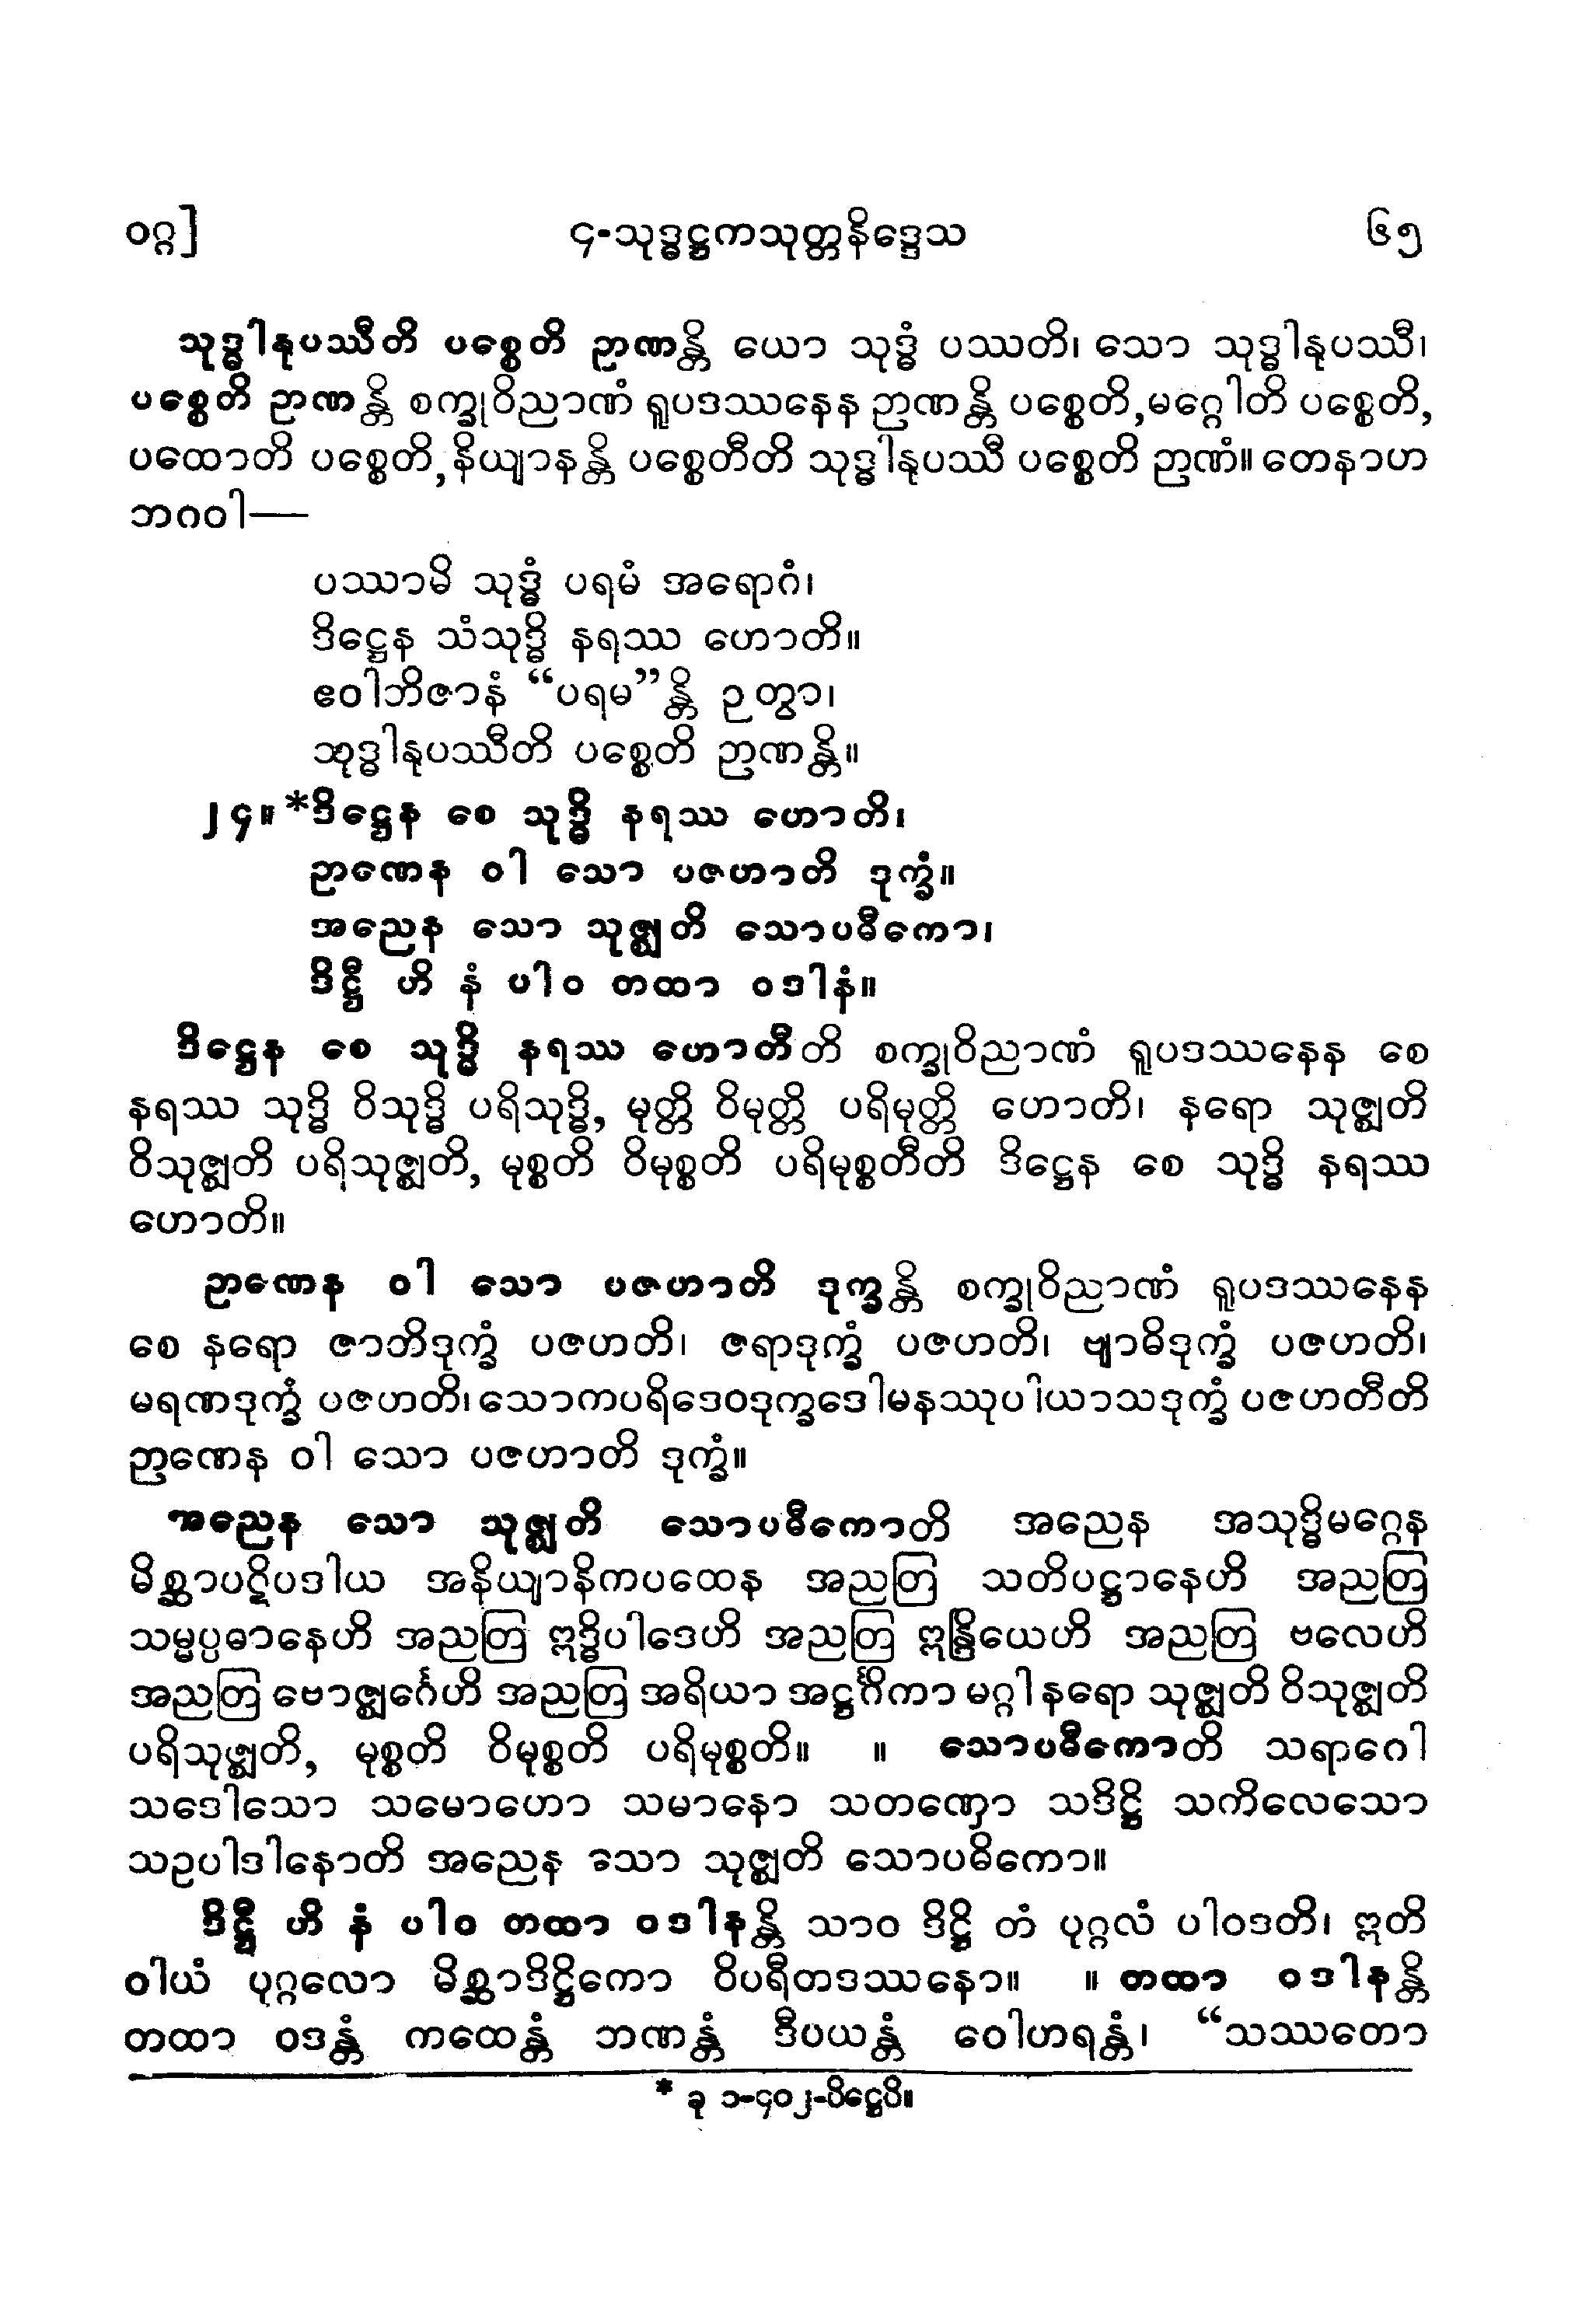 ဝဂ္ဂ] ၄-သုဒ္ဓဋ္ဌကသုတ္တနိဒ္ဒေသ ၆၅
သုဒ္ဓါနုပဿီတိ ပစ္စေတိ ဉာဏန္တိ ယော သုဒ္ဓံ ပဿတိ၊ သော သုဒ္ဓါနုပဿီ၊
ပစ္စေတိ ဉာဏန္တိ စက္ခုဝိညာဏံ ရူပဒဿနေန ဉာဏန္တိ ပစ္စေတိ,မဂ္ဂေါတိ ပစ္စေတိ,
ပထောတိ ပစ္စေတိ,နိယျာနန္တိ ပစ္စေတီတိ သုဒ္ဓါနုပဿီ ပစ္စေတိ ဉာဏံ။ တေနာဟ
ဘဂဝါ—
ပဿာမိ သုဒ္ဓံ ပရမံ အရောဂံ၊
ဒိဋ္ဌေန သံသုဒ္ဓိ နရဿ ဟောတိ။
ဧဝါဘိဇာနံ “ပရမ”န္တိ ဉတွာ၊
သုဒ္ဓါနုပဿီတိ ပစ္စေတိ ဉာဏန္တိ။
၂၄။ *ဒိဋ္ဌေန စေ သုဒ္ဓိ နရဿ ဟောတိ၊
ဉာဏေန ဝါ သော ပဇဟာတိ ဒုက္ခံ။
အညေန သော သုဇ္ဈတိ သောပဓီကော၊
ဒိဋ္ဌီ ဟိ နံ ပါဝ တထာ ဝဒါနံ။
ဒိဋ္ဌေန စေ သုဒ္ဓိ နရဿ ဟောတီတိ စက္ခုဝိညာဏံ ရူပဒဿနေန စေ
နရဿ သုဒ္ဓိ ဝိသုဒ္ဓိ ပရိသုဒ္ဓိ, မုတ္တိ ဝိမုတ္တိ ပရိမုတ္တိ ဟောတိ၊ နရော သုဇ္ဈတိ
ဝိသုဇ္ဈတိ ပရိသုဇ္ဈတိ, မုစ္စတိ ဝိမုစ္စတိ ပရိမုစ္စတီတိ ဒိဋ္ဌေန စေ သုဒ္ဓိ နရဿ
ဟောတိ။
ဉာဏေန ဝါ သော ပဇဟာတိ ဒုက္ခန္တိ စက္ခုဝိညာဏံ ရူပဒဿနေန
စေ နရော ဇာတိဒုက္ခံ ပဇဟတိ၊ ဇရာဒုက္ခံ ပဇဟတိ၊ ဗျာဓိဒုက္ခံ ပဇဟတိ၊
မရဏဒုက္ခံ ပဇဟတိ၊ သောကပရိဒေဝဒုက္ခဒေါမနဿုပါယာသဒုက္ခံ ပဇဟတီတိ
ဉာဏေန ဝါ သော ပဇဟာတိ ဒုက္ခံ။
အညေန သော သုဇ္ဈတိ သောပဓီကောတိ အညေန အသုဒ္ဓိမဂ္ဂေန
မိစ္ဆာပဋိပဒါယ အနိယျာနိကပထေန အညတြ သတိပဋ္ဌာနေဟိ အညတြ
သမ္မပ္ပဓာနေဟိ အညတြ ဣဒ္ဓိပါဒေဟိ အညတြ ဣန္ဒြိယေဟိ အညတြ ဗလေဟိ
အညတြ ဗောဇ္ဈင်္ဂေဟိ အညတြ အရိယာ အဋ္ဌင်္ဂိကာ မဂ္ဂါ နရော သုဇ္ဈတိ ဝိသုဇ္ဈတိ
ပရိသုဇ္ဈတိ, မုစ္စတိ ဝိမုစ္စတိ ပရိမုစ္စတိ။ ။ သောပဓီကောတိ သရာဂေါ
သဒေါသော သမောဟော သမာနော သတဏှော သဒိဋ္ဌိ သကိလေသော
သဥပါဒါနောတိ အညေန သော သုဇ္ဈတိ သောပဓိကော။
ဒိဋ္ဌီ ဟိ နံ ပါဝ တထာ ဝဒါနန္တိ သာဝ ဒိဋ္ဌိ တံ ပုဂ္ဂလံ ပါဝဒတိ၊ ဣတိ
ဝါယံ ပုဂ္ဂလော မိစ္ဆာဒိဋ္ဌိကော ဝိပရီတဒဿနော။ ။ တထာ ဝဒါနန္တိ
တထာ ဝဒန္တံ ကထေန္တံ ဘဏန္တံ ဒီပယန္တံ ဝေါဟရန္တံ၊ “သဿတော
* ခု ၁-၄၀၂-ပိဋ္ဌေပိ။